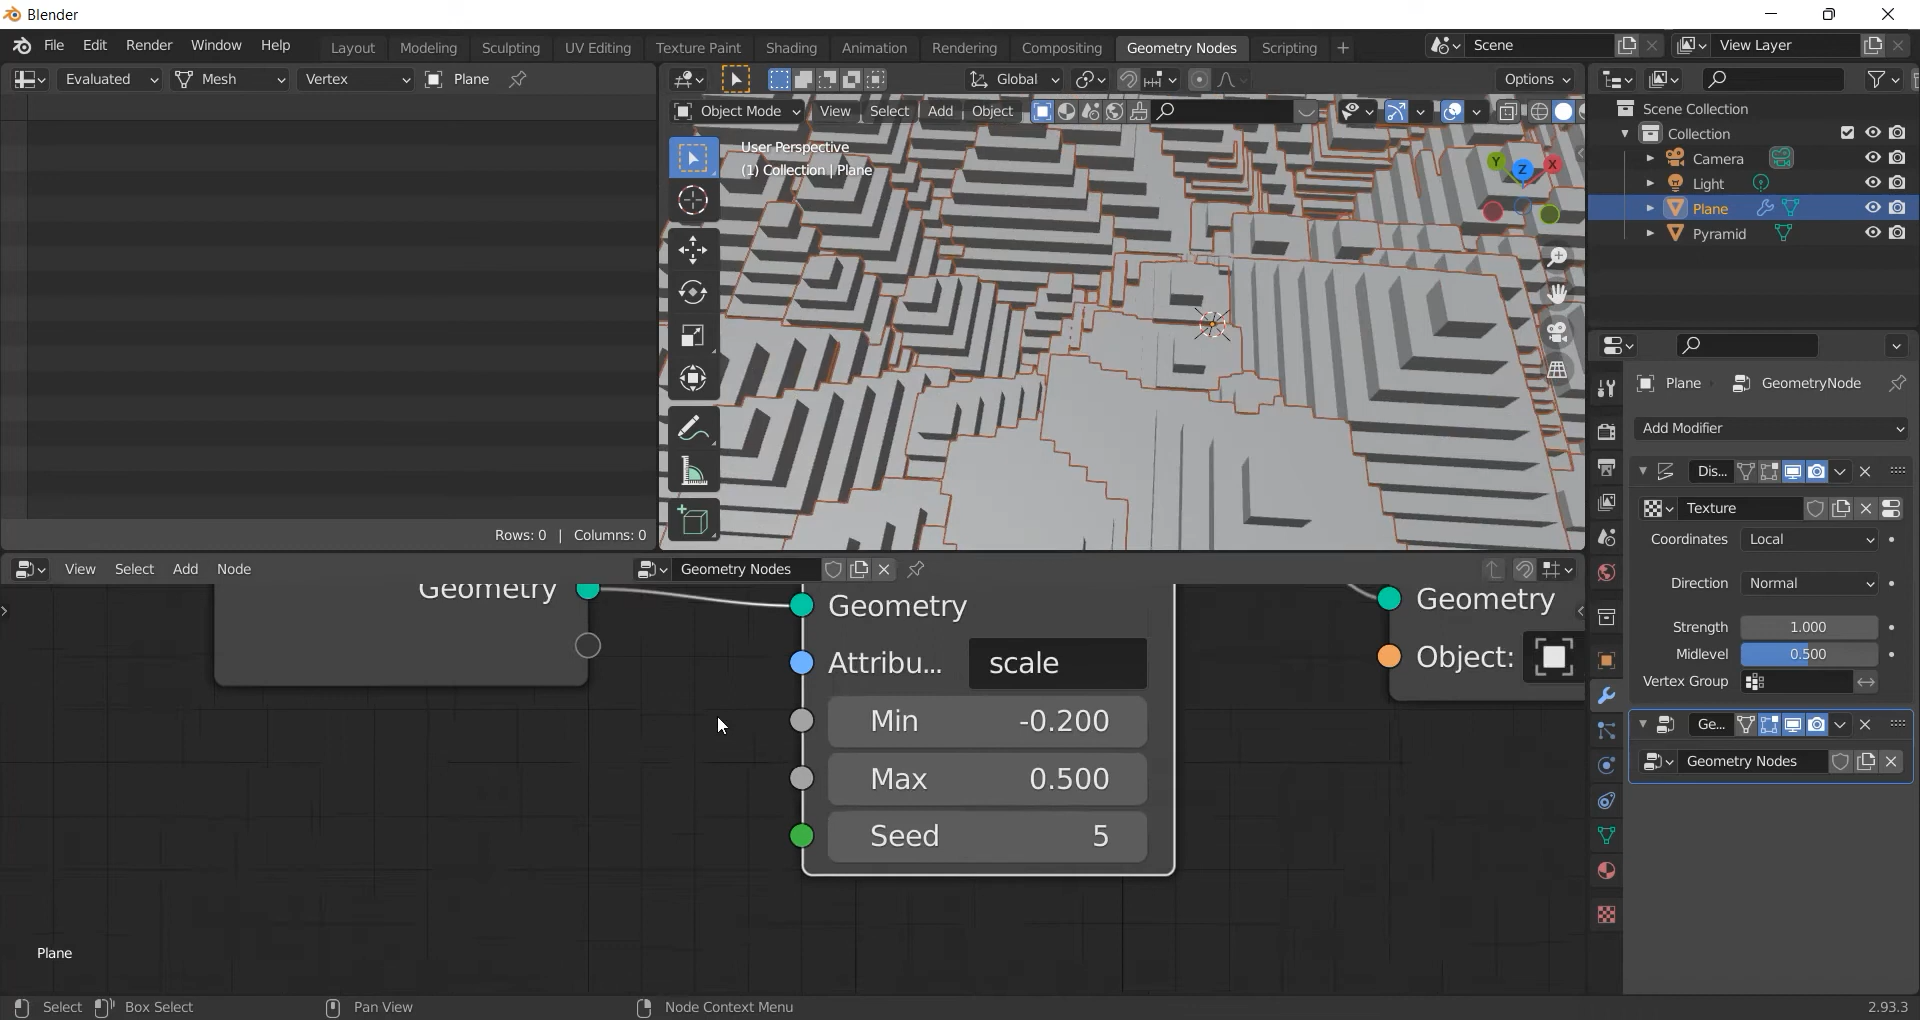 Blender
File Edit Render Window Help Layout Modeling Sculpting UV Editing Texture Paint Shading Animation Rendering Compositing Geometry Nodes Scripting + Scene View Layer
Evaluated Mesh Vertex Plane Global Options
Object Mode View Select Add Object
User Perspective
(1) Collection | Plane
Y Z X
Rows: 0 | Columns: 0
Scene Collection
Collection
Camera
Light
Plane
Pyramid
Plane GeometryNode
Add Modifier
Dis...
Texture
Coordinates Local
Direction Normal
Strength 1.000
Midlevel 0.500
Vertex Group
Ge...
Geometry Nodes
View Select Add Node Geometry Nodes
Geometry
Geometry
Attribu... scale
Min -0.200
Max 0.500
Seed 5
Geometry
Object:
Plane
Select Box Select Pan View Node Context Menu 2.93.3